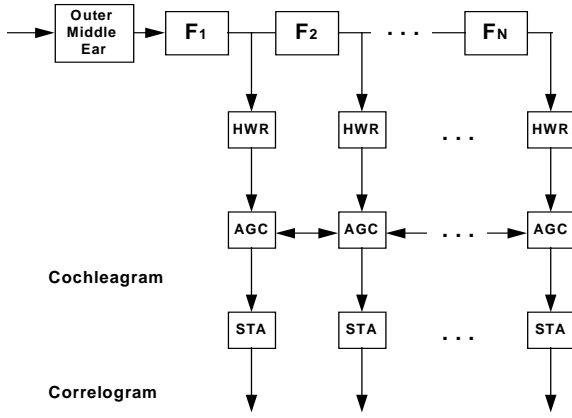 Outer
Middle
Ear
F1
F2
. . .
FN
HWR
HWR
. . .
HWR
AGC
AGC
. . .
AGC
Cochleagram
STA
STA
. . .
STA
Correlogram